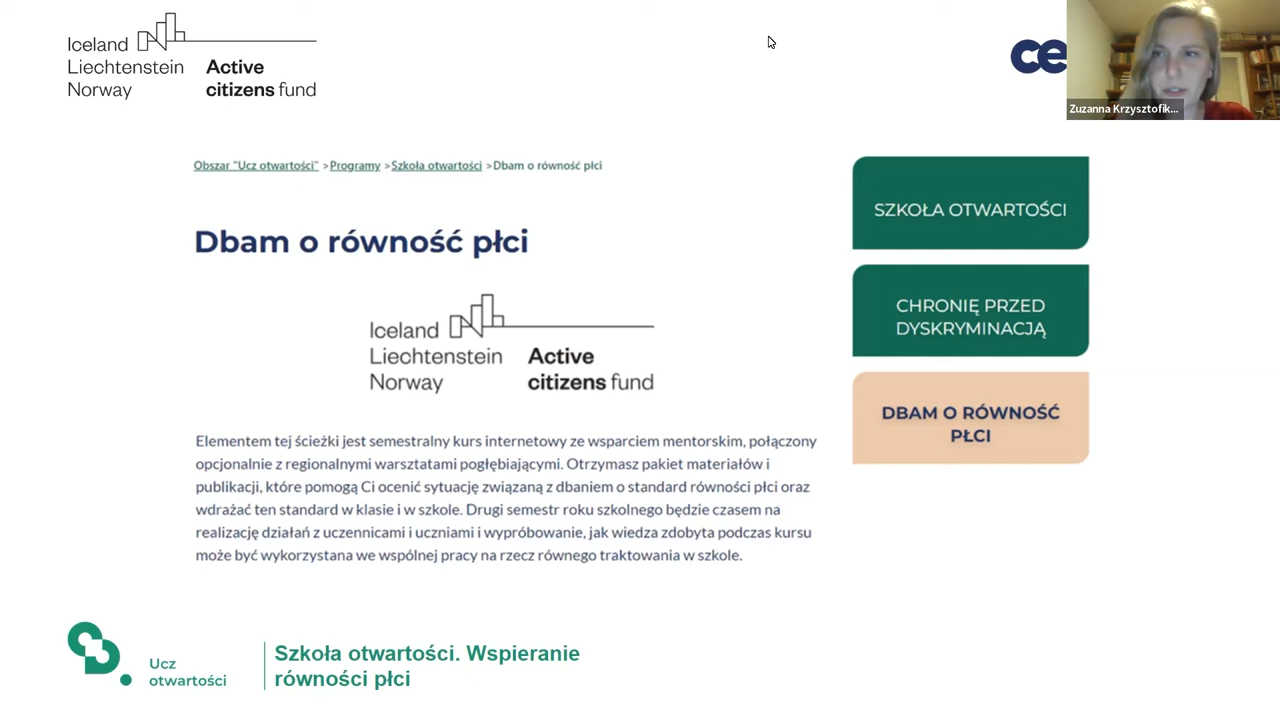 Iceland
Liechtenstein
Norway
Active
citizens fund
ce
Zuzanna Krzysztofik...
Obszar "Ucz otwartości" >Programy >Szkoła otwartości >Dbam o równość płci
Dbam o równość płci
Iceland
Liechtenstein
Norway
Active
citizens fund
Elementem tej ścieżki jest semestralny kurs internetowy ze wsparciem mentorskim, połączony
opcjonalnie z regionalnymi warsztatami pogłębiającymi. Otrzymasz pakiet materiałów i
publikacji, które pomogą Ci ocenić sytuację związaną z dbaniem o standard równości płci oraz
wdrażać ten standard w klasie i w szkole. Drugi semestr roku szkolnego będzie czasem na
realizację działań z uczennicami i uczniami i wypróbowanie, jak wiedza zdobyta podczas kursu
może być wykorzystana we wspólnej pracy na rzecz równego traktowania w szkole.
SZKOŁA OTWARTOŚCI
CHRONIĘ PRZED
DYSKRYMINACJĄ
DBAM O RÓWNOŚĆ
PŁCI
Ucz
otwartości
Szkoła otwartości. Wspieranie
równości płci